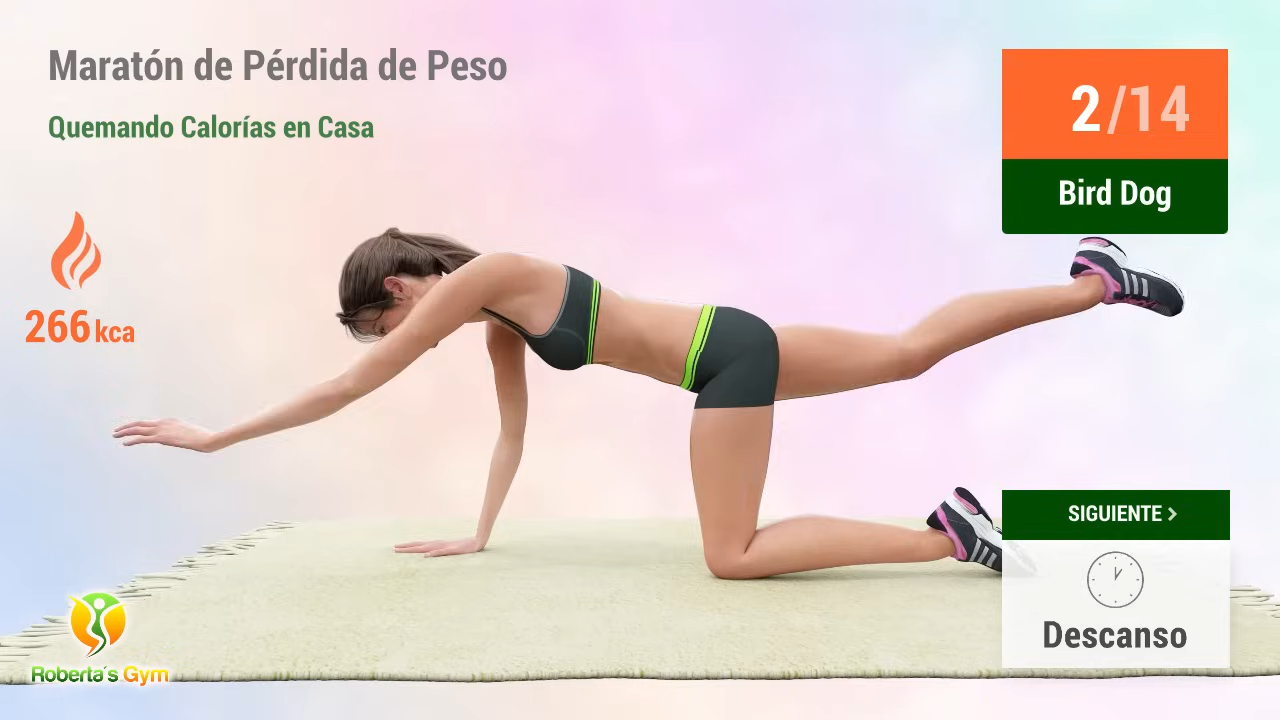 Maratón de Pérdida de Peso
Quemando Calorías en Casa
2/14
Bird Dog
266 kca
SIGUIENTE >
Descanso
Roberta´s Gym